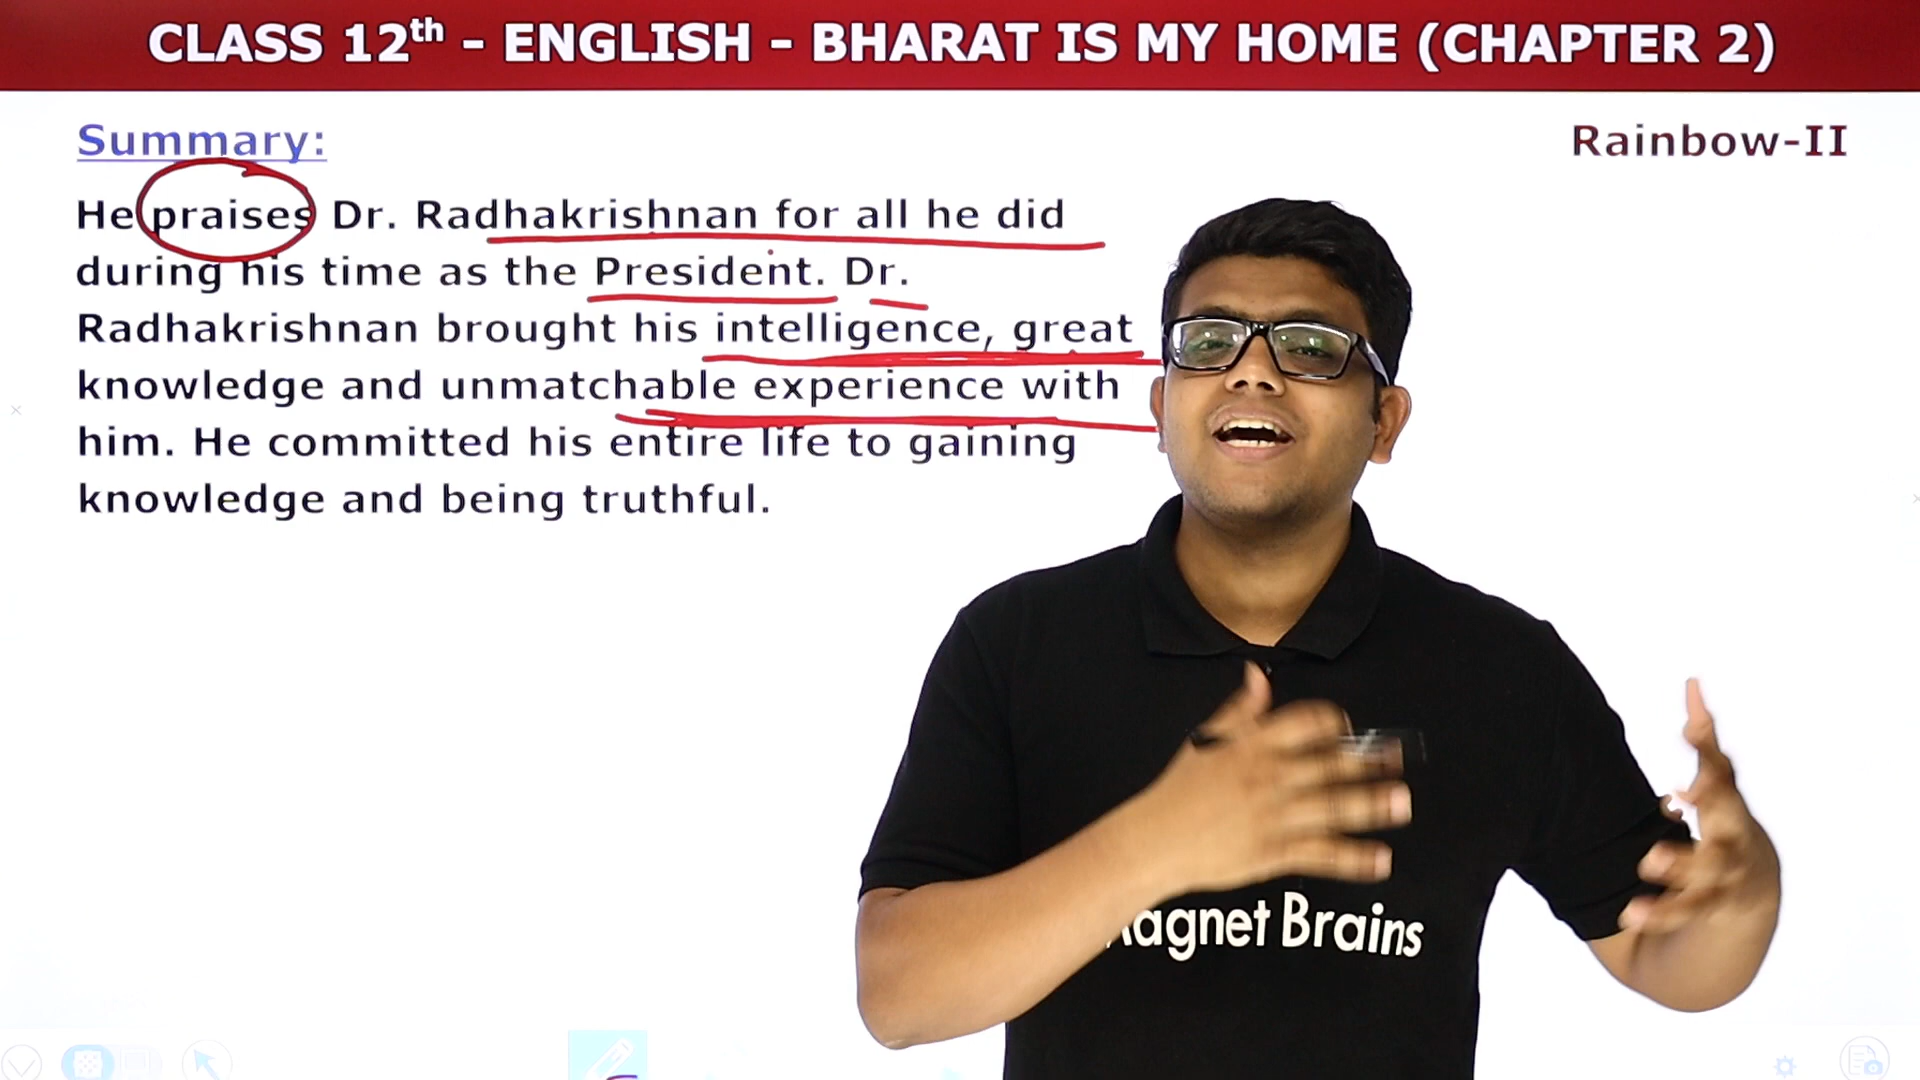 CLASS 12th - ENGLISH - BHARAT IS MY HOME (CHAPTER 2)
Summary:
Rainbow-II
He praises Dr. Radhakrishnan for all he did
during his time as the President. Dr.
Radhakrishnan brought his intelligence, great
knowledge and unmatchable experience with
him. He committed his entire life to gaining
knowledge and being truthful.
Brains